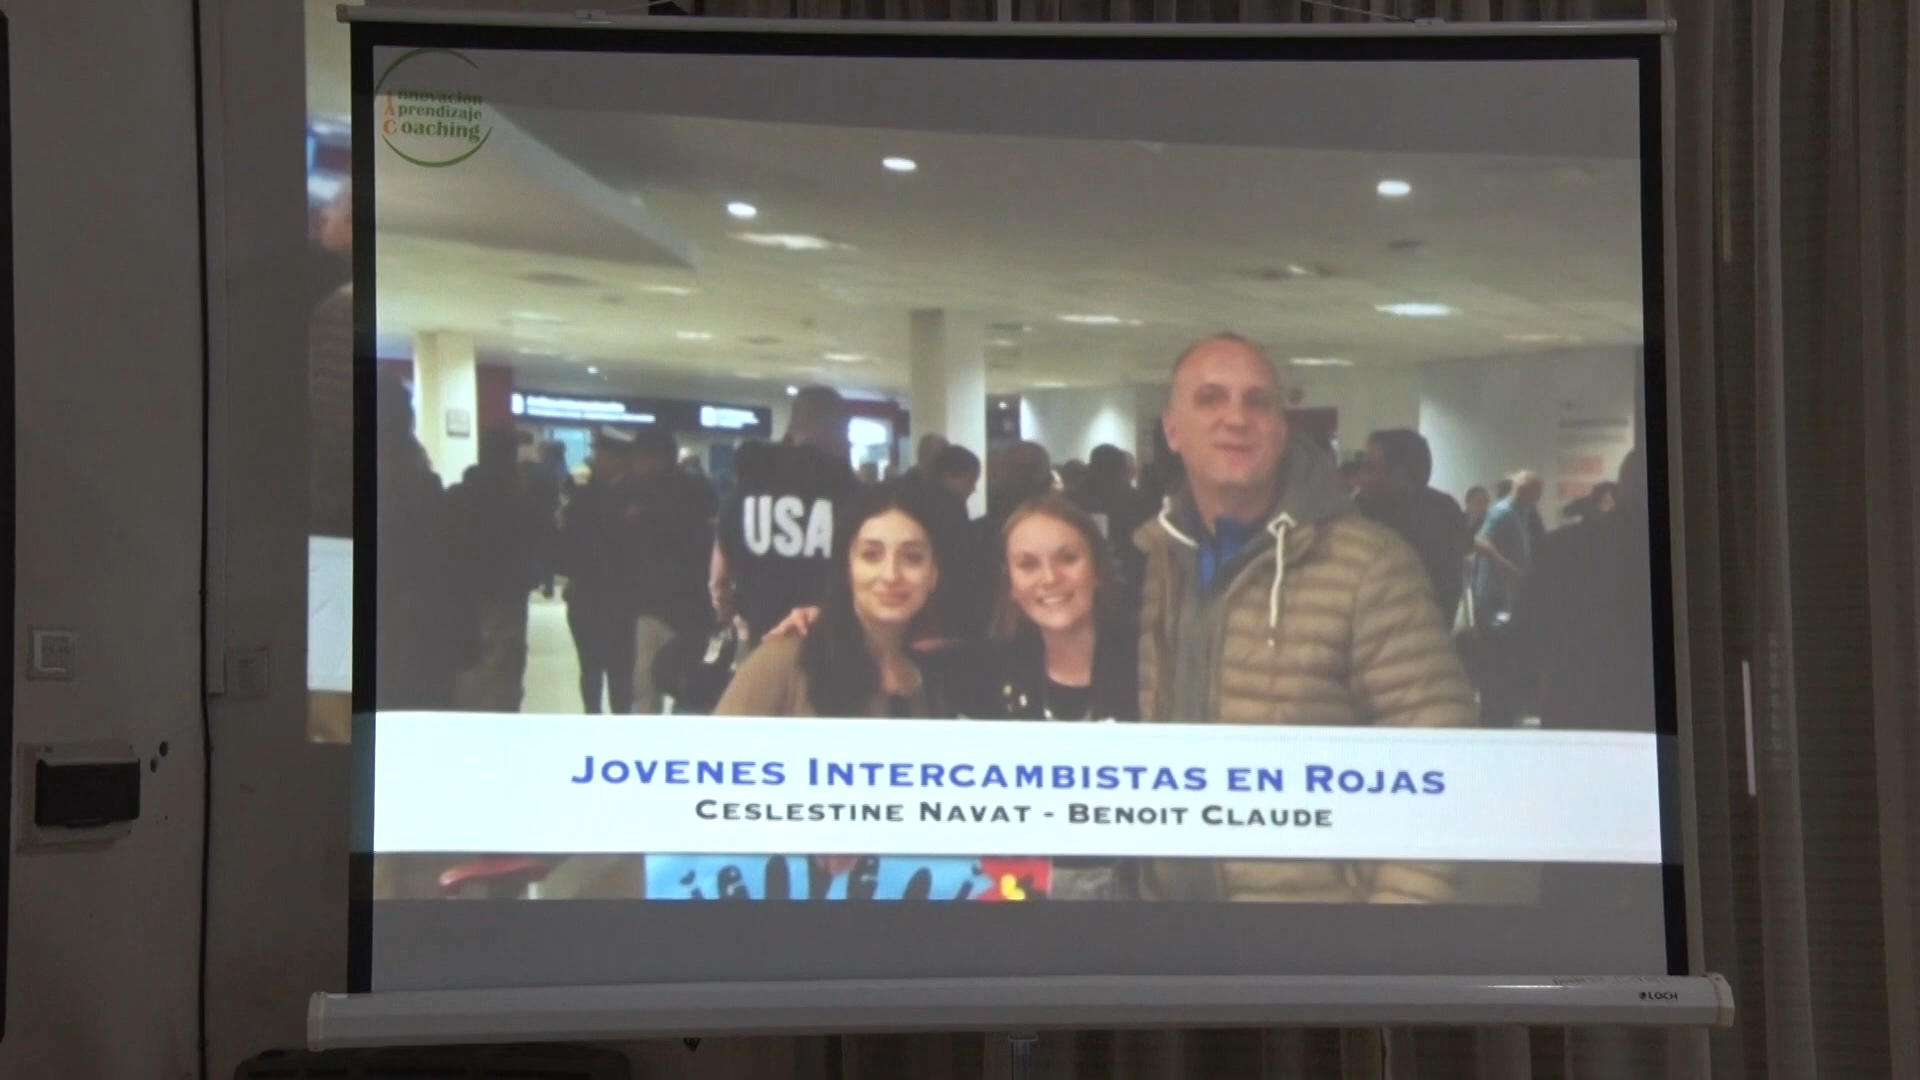 Innovación
Aprendizaje
Coaching
USA
JOVENES INTERCAMBISTAS EN ROJAS
CESLESTINE NAVAT - BENOIT CLAUDE
LOCH